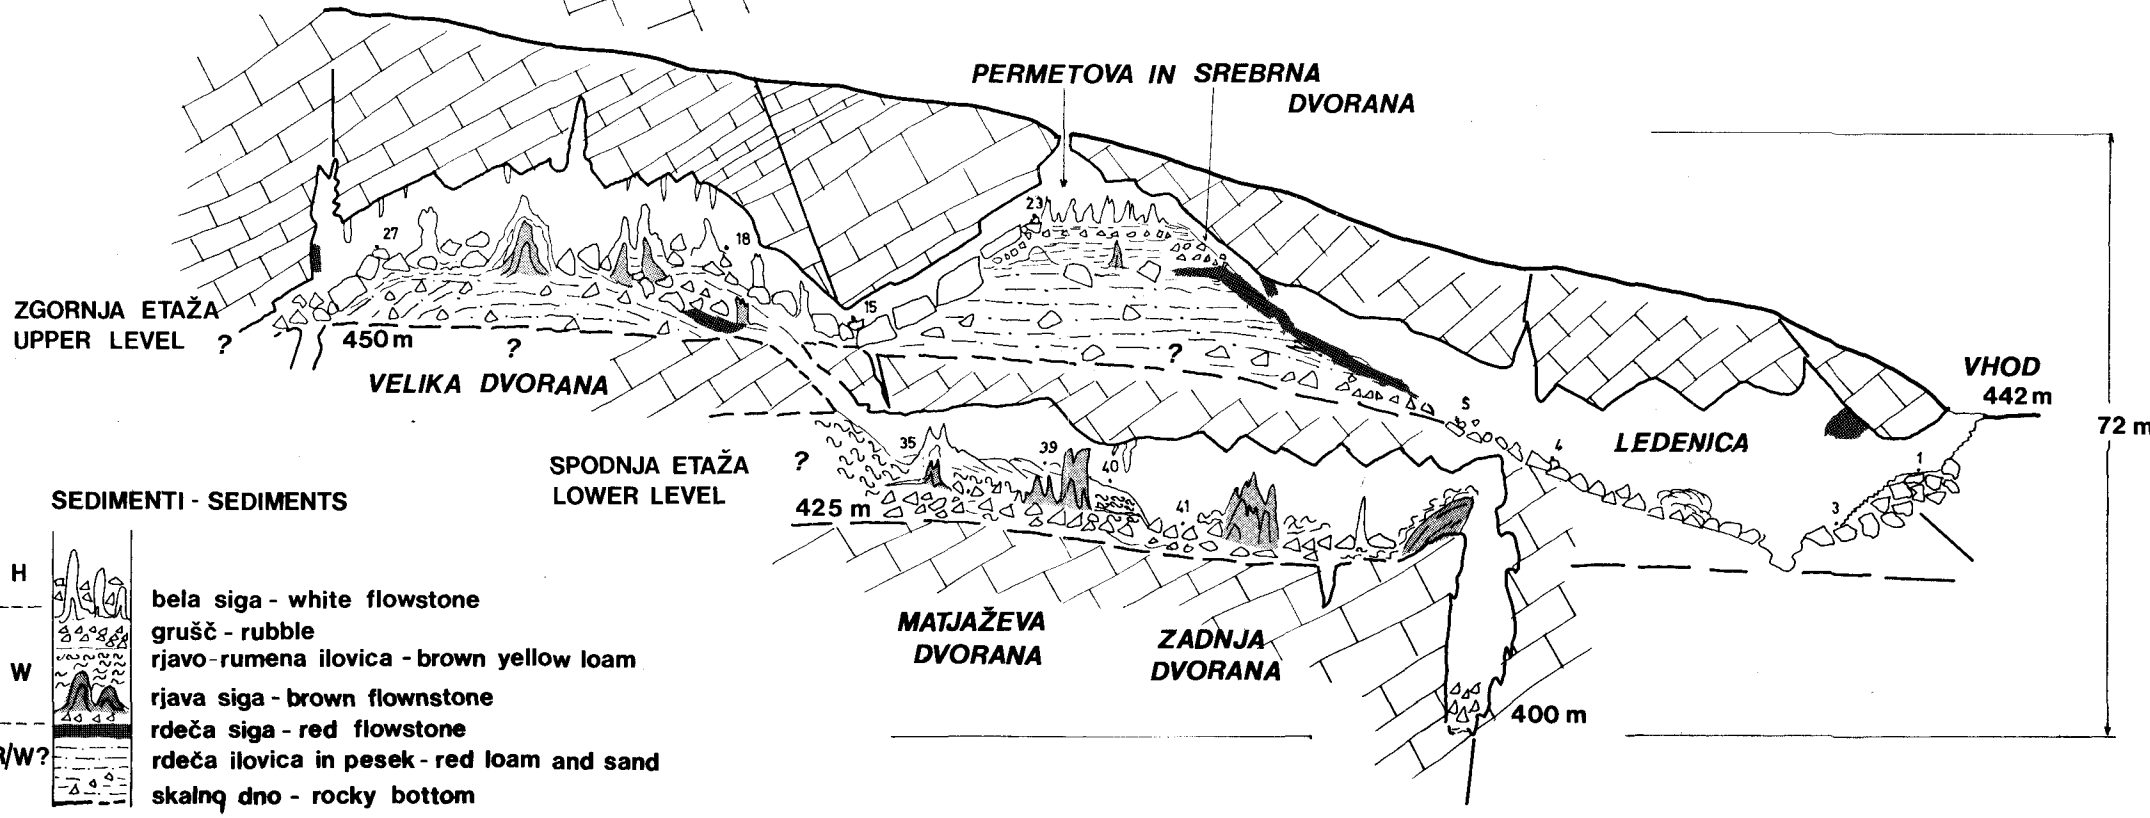 PERMETOVA IN SREBRNA
DVORANA
23
27
18
15
ZGORNJA ETAŽA
UPPER LEVEL ?
450 m
?
?
VELIKA DVORANA
VHOD
442 m
72 m
5
4
LEDENICA
1
3
SPODNJA ETAŽA
LOWER LEVEL
?
35
39
40
41
425 m
MATJAŽEVA
DVORANA
ZADNJA
DVORANA
400 m
SEDIMENTI - SEDIMENTS
H
W
R/W?
bela siga - white flowstone
grušč - rubble
rjavo-rumena ilovica - brown yellow loam
rjava siga - brown flownstone
rdeča siga - red flowstone
rdeča ilovica in pesek - red loam and sand
skalno dno - rocky bottom